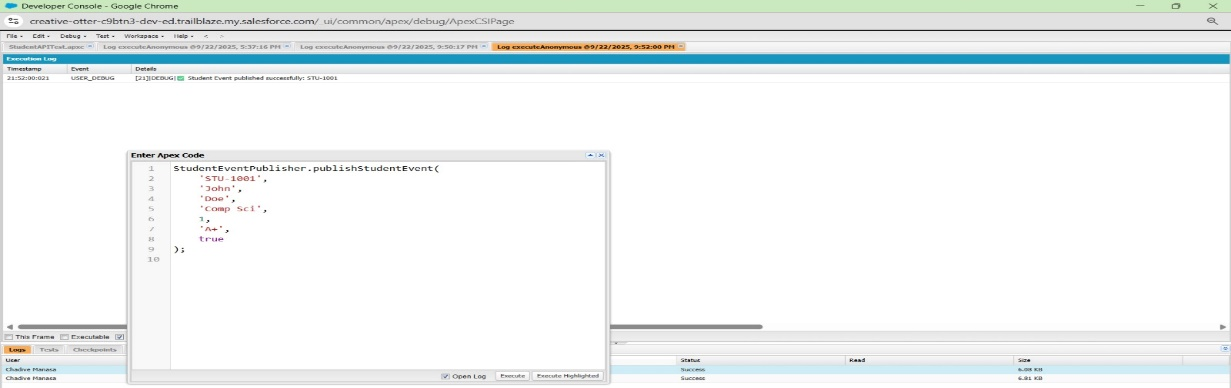 Developer Console - Google Chrome
creative-otter-c9btn3-dev-ed.trailblaze.my.salesforce.com/_ui/common/apex/debug/ApexCSIPage
File Edit Debug Test Workspace Help < >
StudentAPITest.apxc Log executeAnonymous @9/22/2025, 5:37:16 PM Log executeAnonymous @9/22/2025, 9:50:17 PM Log executeAnonymous @9/22/2025, 9:52:00 PM
Execution Log
Timestamp Event Details
21:52:00:021 USER_DEBUG [21]|DEBUG|✅ Student Event published successfully: STU-1001
Enter Apex Code
1 StudentEventPublisher.publishStudentEvent(
2 'STU-1001',
3 'John',
4 'Doe',
5 'Comp Sci',
6 1,
7 'A+',
8 true
9 );
10
This Frame Executable
Open Log Execute Execute Highlighted
Logs Tests Checkpoints
User Status Read Size
Chadive Manasa Success 6.08 KB
Chadive Manasa Success 6.81 KB